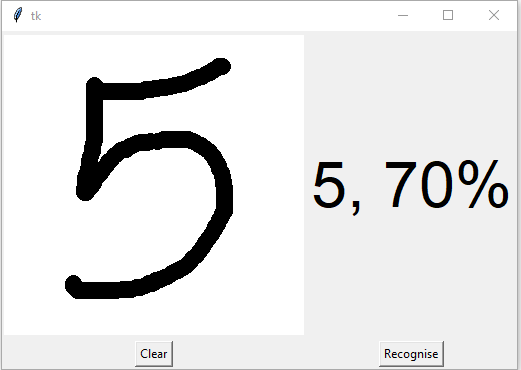 tk
5
5, 70%
Clear
Recognise